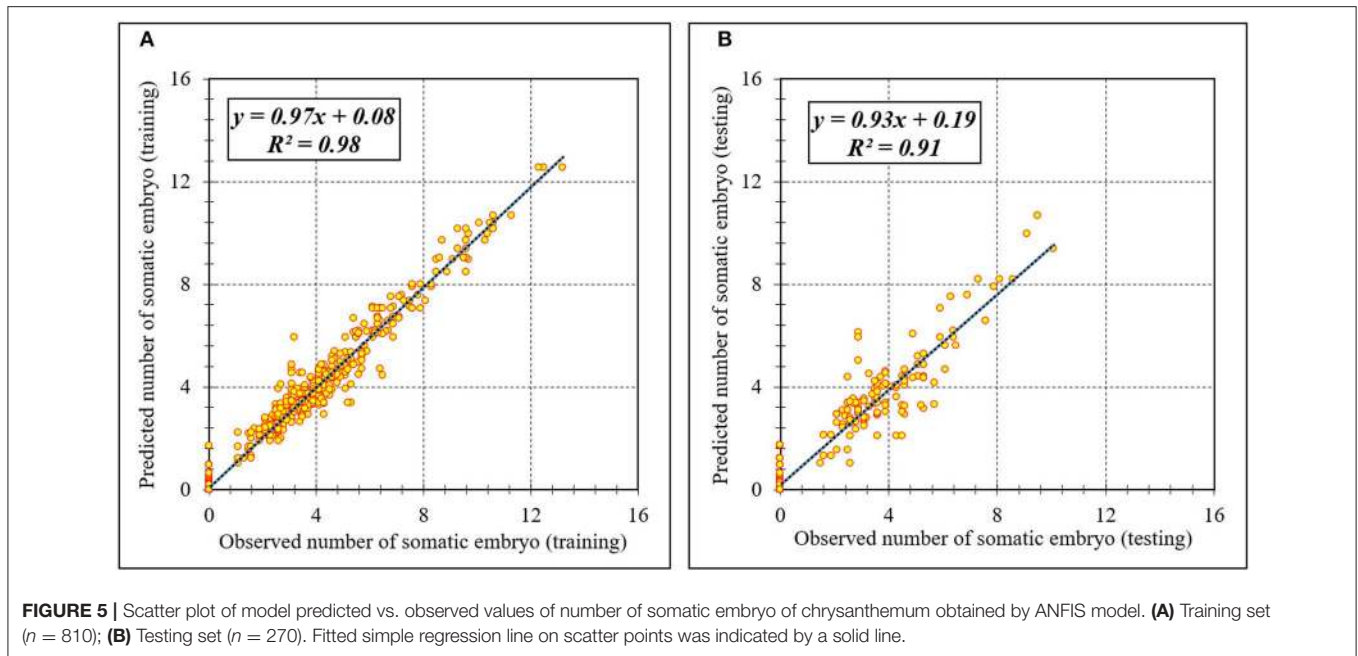 A
16
12
8
4
0
0 4 8 12 16
y = 0.97x + 0.08
R² = 0.98
Predicted number of somatic embryo (training)
Observed number of somatic embryo (training)
B
16
12
8
4
0
0 4 8 12 16
y = 0.93x + 0.19
R² = 0.91
Predicted number of somatic embryo (testing)
Observed number of somatic embryo (testing)
FIGURE 5 | Scatter plot of model predicted vs. observed values of number of somatic embryo of chrysanthemum obtained by ANFIS model. (A) Training set
(n = 810); (B) Testing set (n = 270). Fitted simple regression line on scatter points was indicated by a solid line.